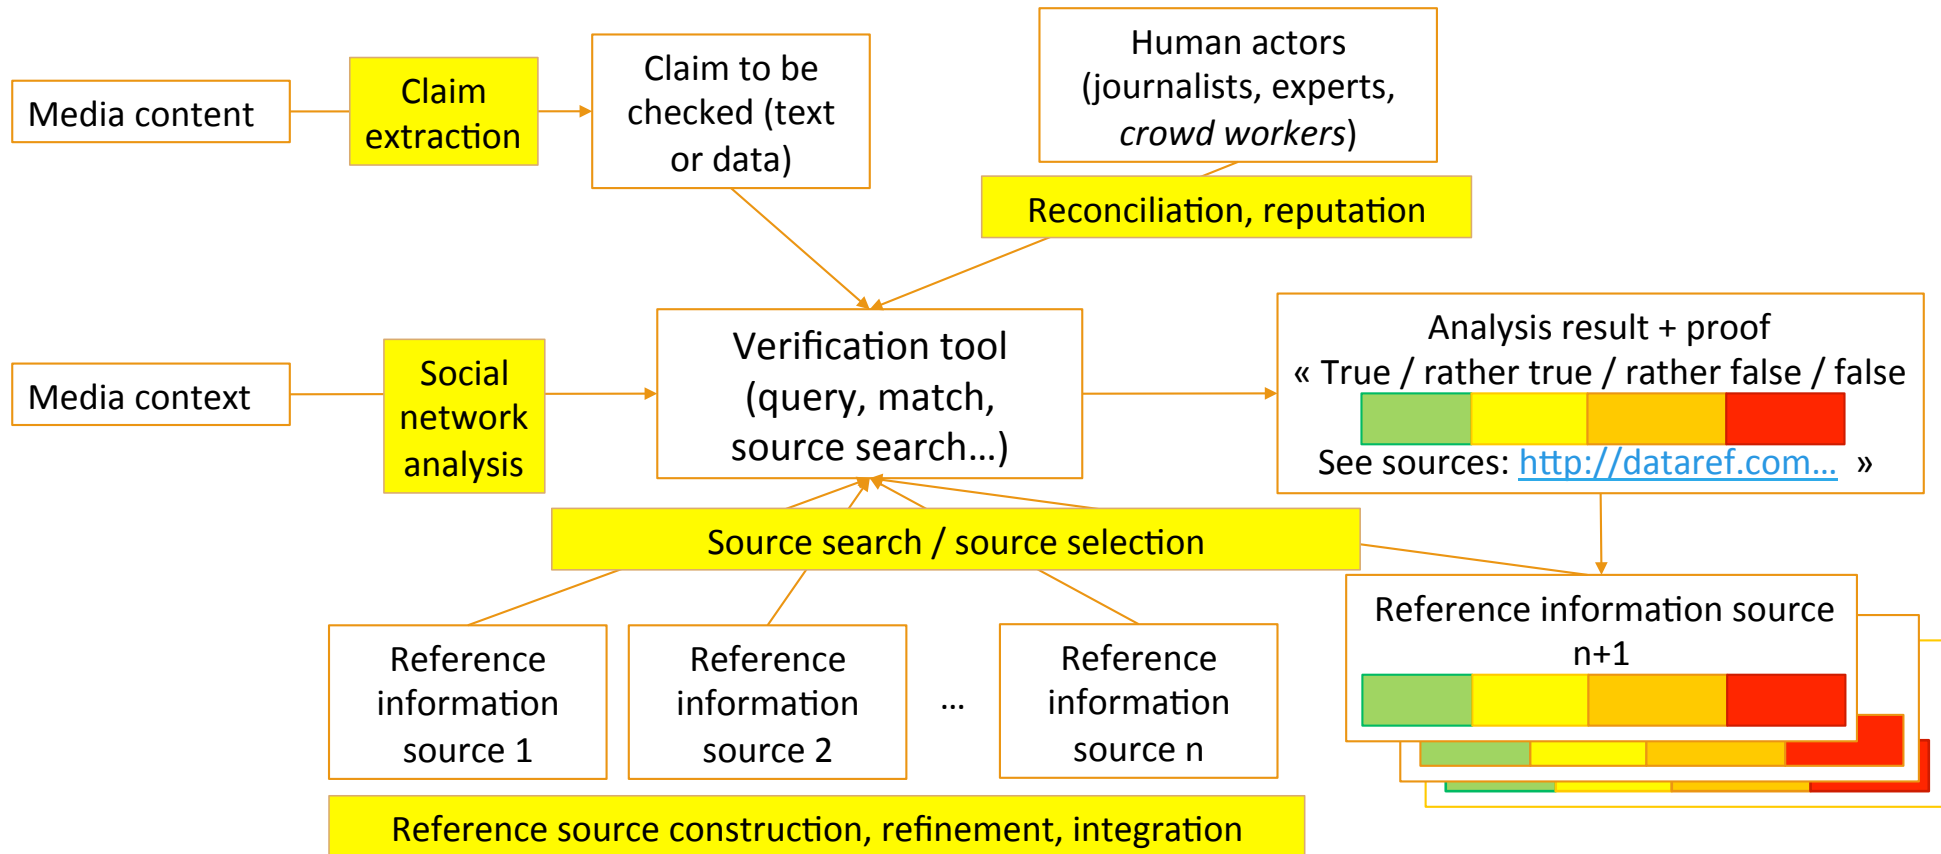 Media content
Claim
extraction
Claim to be
checked (text
or data)
Human actors
(journalists, experts,
crowd workers)
Reconciliation, reputation
Media context
Social
network
analysis
Verification tool
(query, match,
source search...)
Analysis result + proof
« True / rather true / rather false / false
See sources: http://dataref.com... »
Source search / source selection
Reference
information
source 1
Reference
information
source 2
...
Reference
information
source n
Reference information source
n+1
Reference source construction, refinement, integration